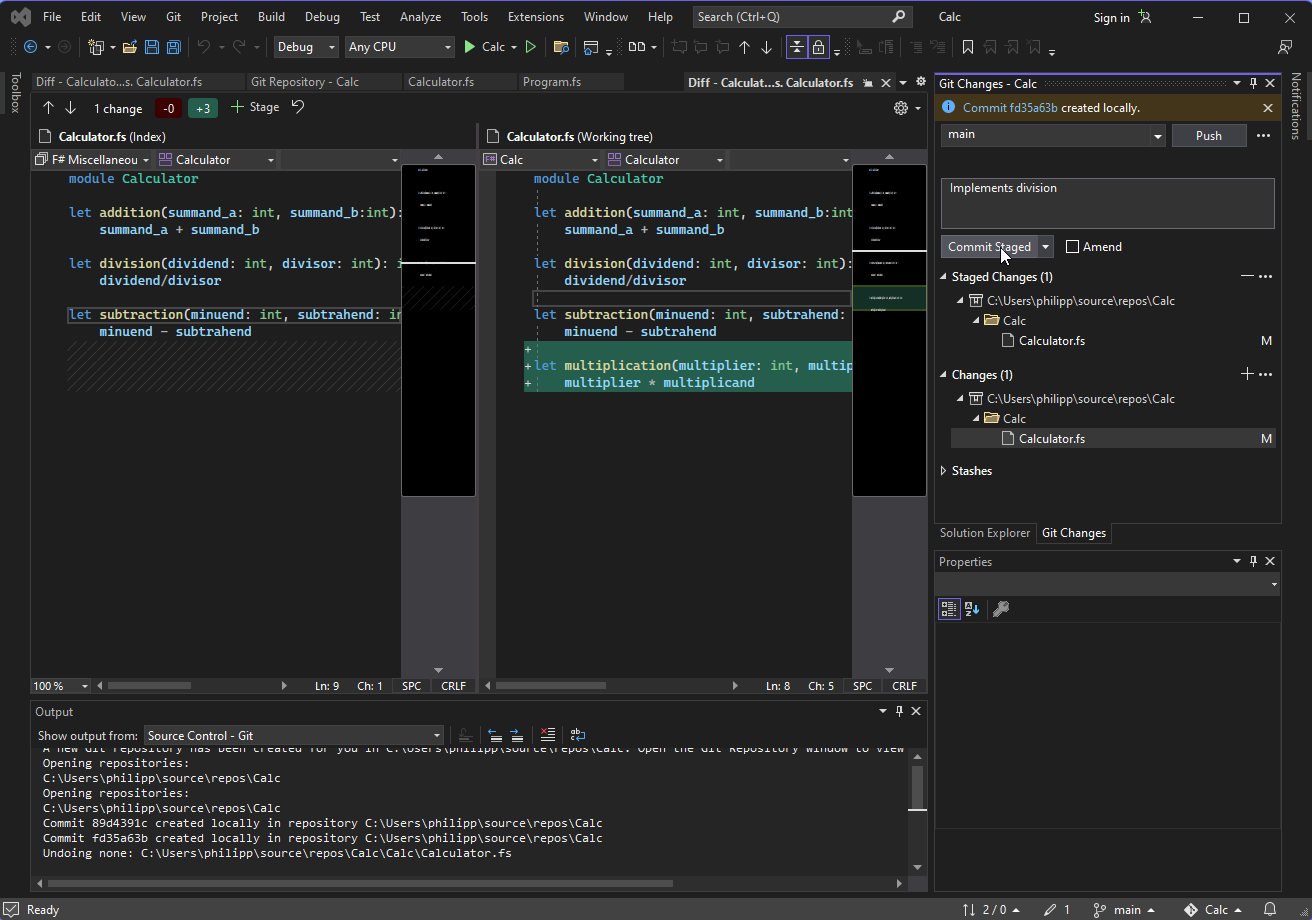 File Edit View Git Project Build Debug Test Analyze Tools Extensions Window Help Search (Ctrl+Q) Calc Sign in
Debug Any CPU Calc
Toolbox
Diff - Calculato...s. Calculator.fs Git Repository - Calc Calculator.fs Program.fs Diff - Calculat...s. Calculator.fs
1 change -0 +3 Stage
Calculator.fs (Index)
F# Miscellaneou Calculator
module Calculator
let addition(summand_a: int, summand_b:int):
summand_a + summand_b
let division(dividend: int, divisor: int): i
dividend/divisor
let subtraction(minuend: int, subtrahend: in
minuend - subtrahend
100 % Ln: 9 Ch: 1 SPC CRLF
Calculator.fs (Working tree)
F# Calc Calculator
module Calculator
let addition(summand_a: int, summand_b:int
summand_a + summand_b
let division(dividend: int, divisor: int):
dividend/divisor
let subtraction(minuend: int, subtrahend:
minuend - subtrahend
+
+let multiplication(multiplier: int, multip
+ multiplier * multiplicand
Ln: 8 Ch: 5 SPC CRLF
Output
Show output from: Source Control - Git
A new Git repository has been created for you in C:\Users\philipp\source\repos\Calc. Open the Git Repository Window to view
Opening repositories:
C:\Users\philipp\source\repos\Calc
Opening repositories:
C:\Users\philipp\source\repos\Calc
Commit 89d4391c created locally in repository C:\Users\philipp\source\repos\Calc
Commit fd35a63b created locally in repository C:\Users\philipp\source\repos\Calc
Undoing none: C:\Users\philipp\source\repos\Calc\Calc\Calculator.fs
Git Changes - Calc
Commit fd35a63b created locally.
main Push
Implements division
Commit Staged Amend
Staged Changes (1)
C:\Users\philipp\source\repos\Calc
Calc
Calculator.fs M
Changes (1)
C:\Users\philipp\source\repos\Calc
Calc
Calculator.fs M
Stashes
Solution Explorer Git Changes
Properties
Notifications
Ready 2 / 0 1 main Calc